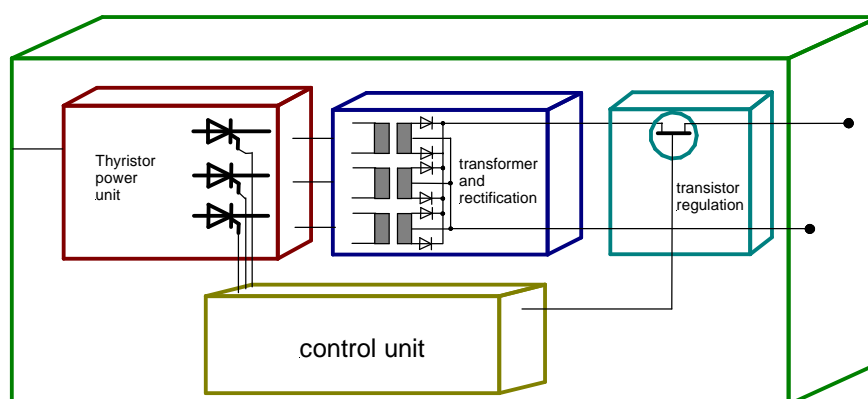 Thyristor
power
unit
transformer
and
rectification
transistor
regulation
control unit